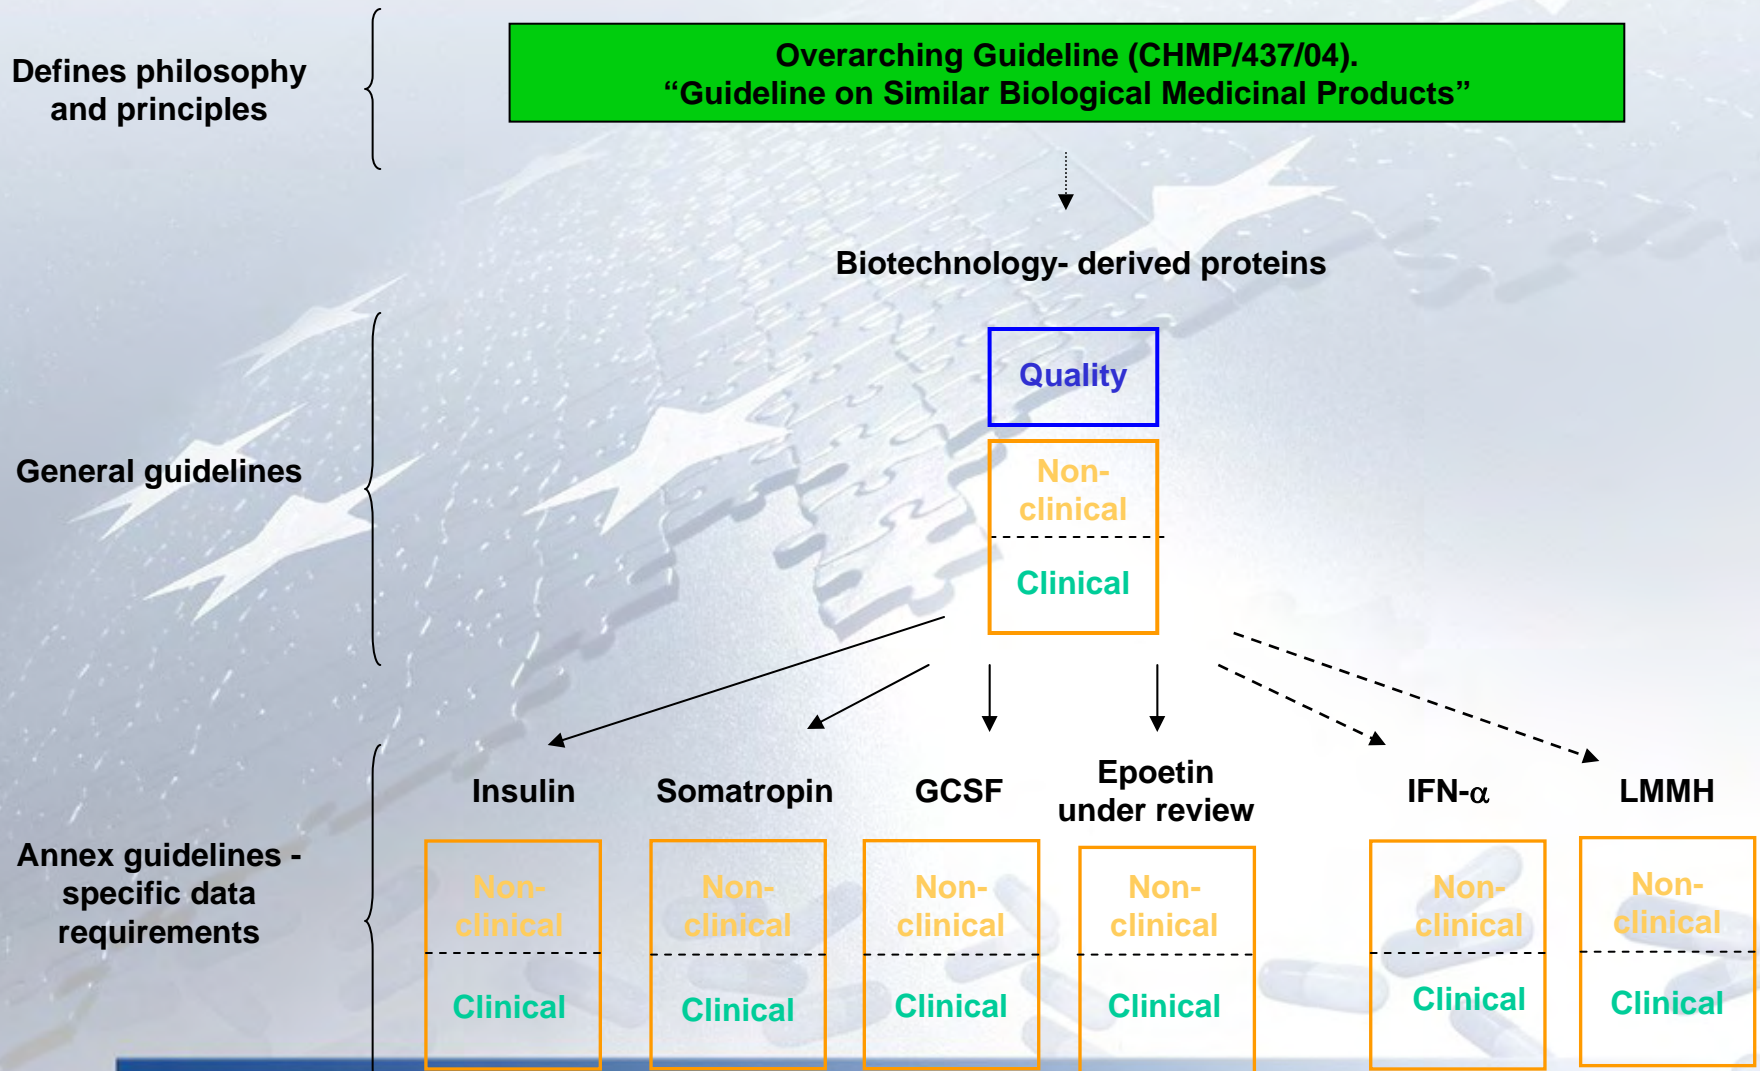 Defines philosophy
and principles
Overarching Guideline (CHMP/437/04).
“Guideline on Similar Biological Medicinal Products”
Biotechnology- derived proteins
General guidelines
Quality
Non-
clinical
Clinical
Annex guidelines -
specific data
requirements
Insulin
Non-
clinical
Clinical
Somatropin
Non-
clinical
Clinical
GCSF
Non-
clinical
Clinical
Epoetin
under review
Non-
clinical
Clinical
IFN-α
Non-
clinical
Clinical
LMMH
Non-
clinical
Clinical